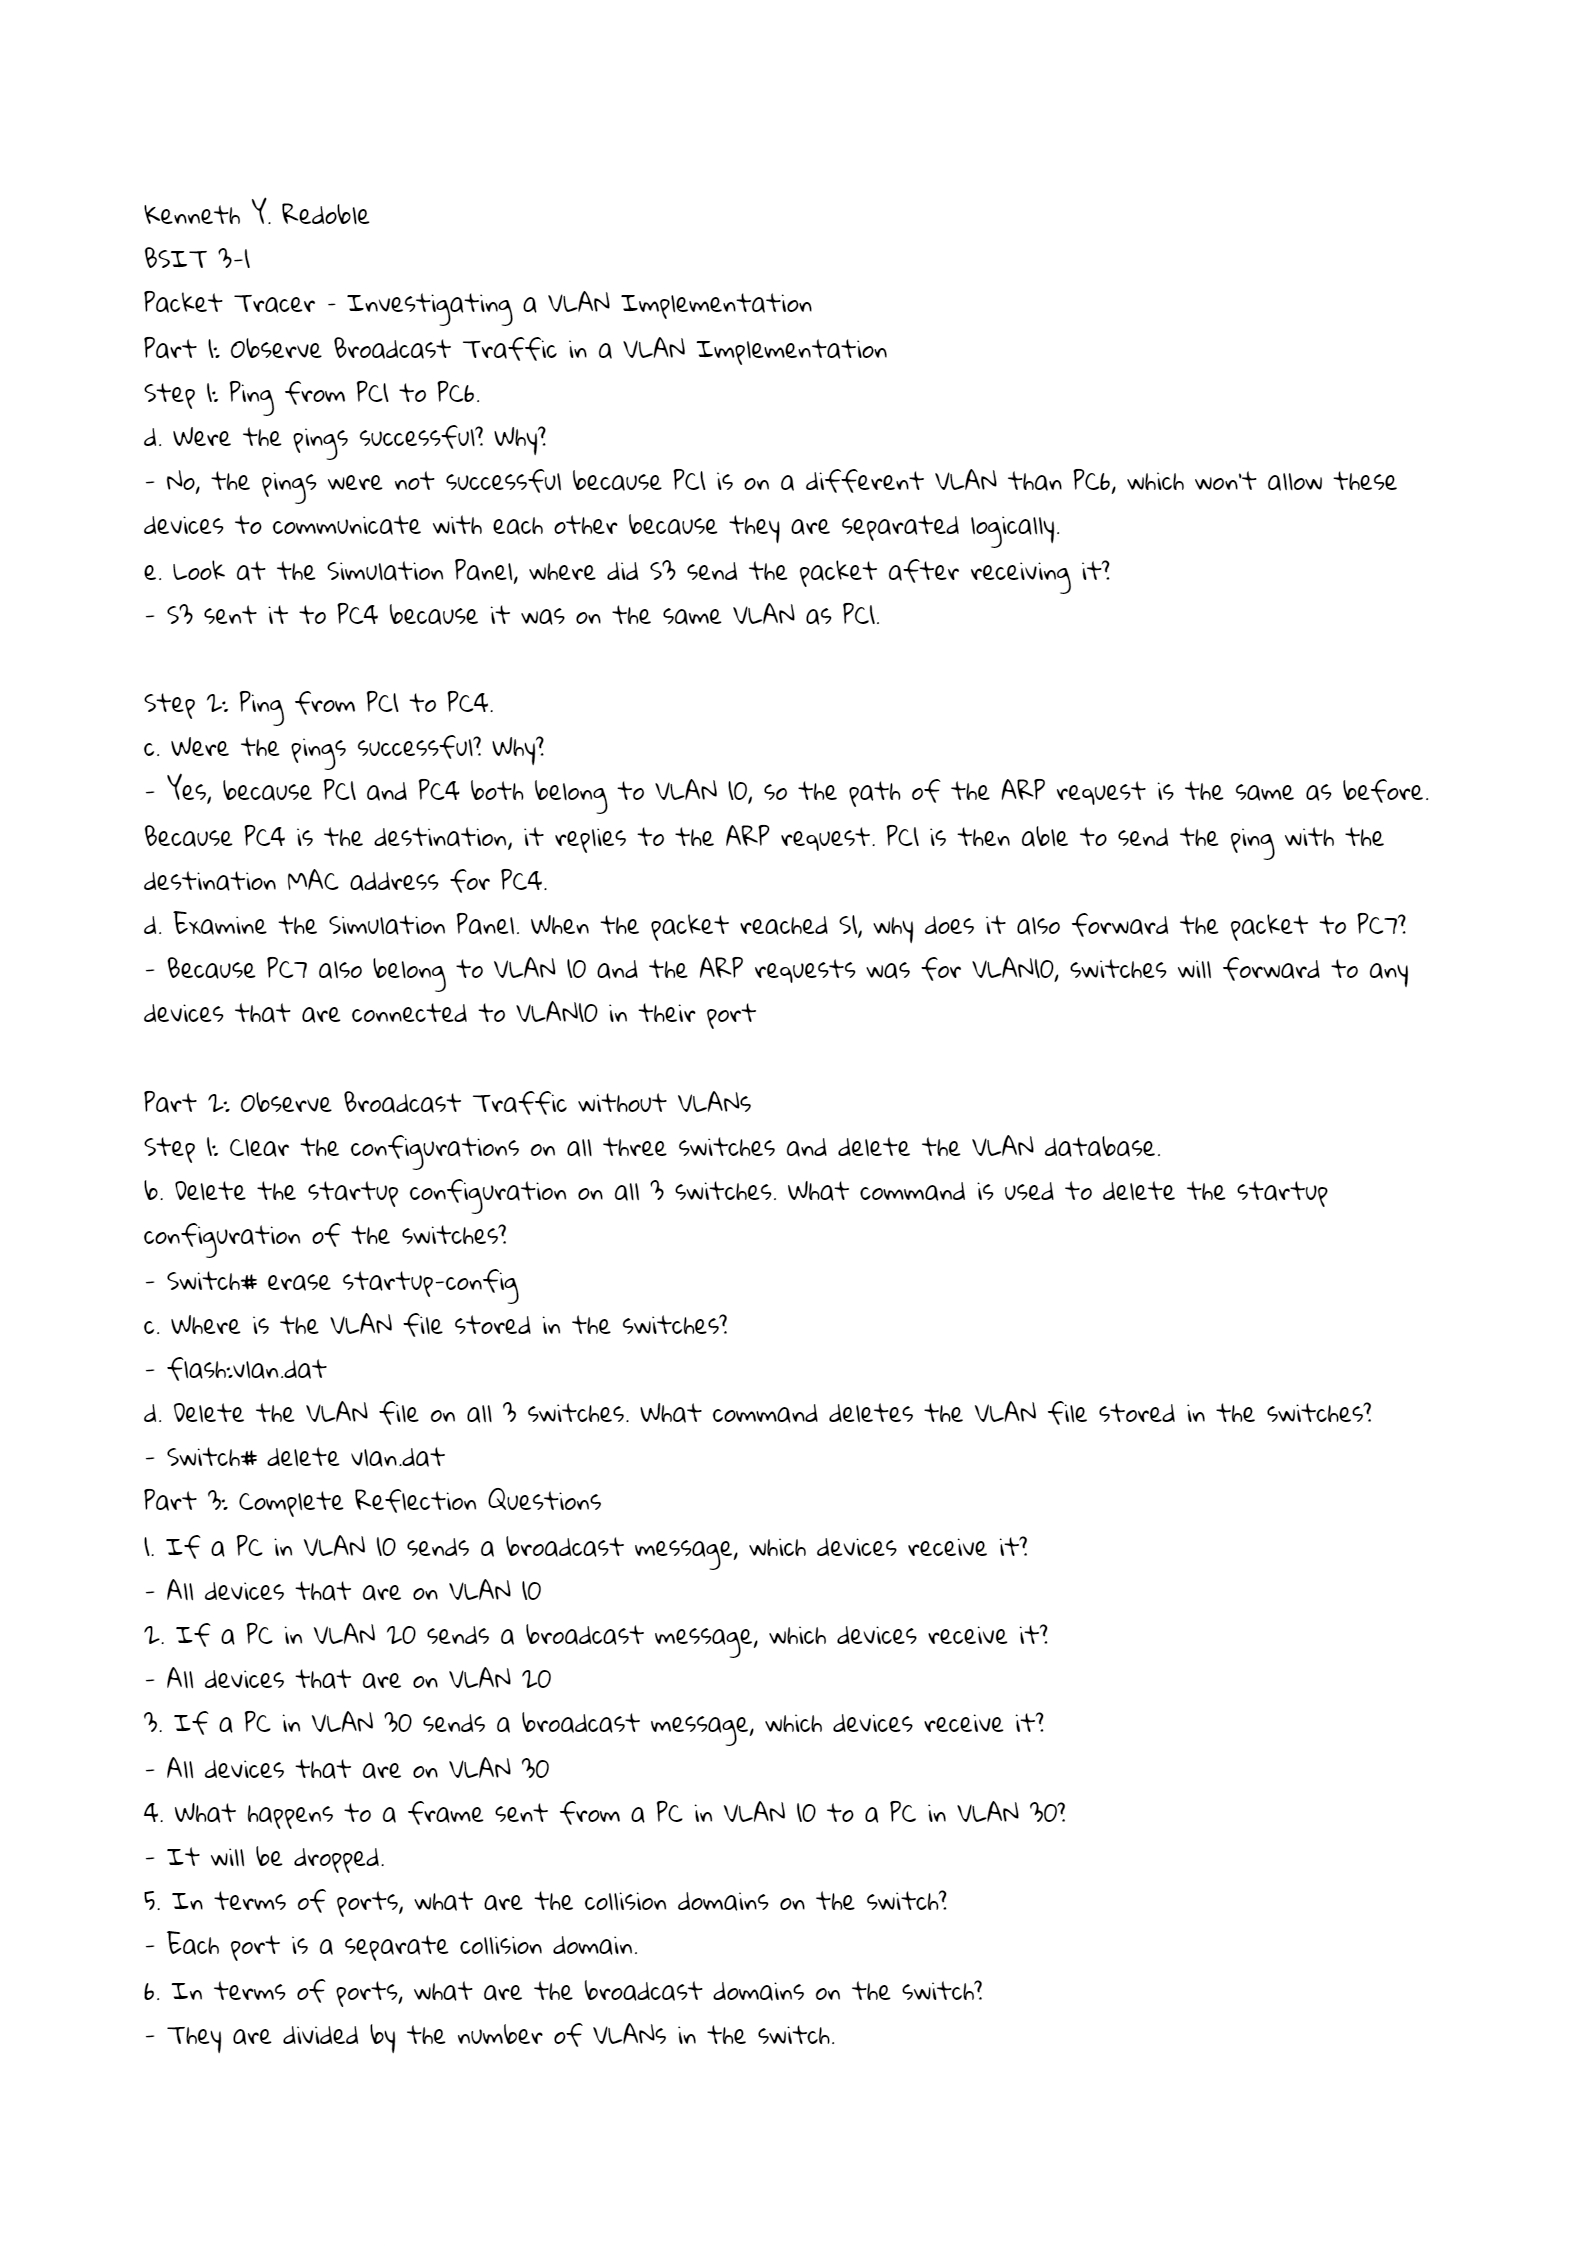 Kenneth Y. Redoble
BSIT 3-1
Packet Tracer - Investigating a VLAN Implementation
Part 1: Observe Broadcast Traffic in a VLAN Implementation
Step 1: Ping from PC1 to PC6.
d. Were the pings successful? Why?
- No, the pings were not successful because PC1 is on a different VLAN than PC6, which won't allow these
devices to communicate with each other because they are separated logically.
e. Look at the Simulation Panel, where did S3 send the packet after receiving it?
- S3 sent it to PC4 because it was on the same VLAN as PC1.
Step 2: Ping from PC1 to PC4.
c. Were the pings successful? Why?
- Yes, because PC1 and PC4 both belong to VLAN 10, so the path of the ARP request is the same as before.
Because PC4 is the destination, it replies to the ARP request. PC1 is then able to send the ping with the
destination MAC address for PC4.
d. Examine the Simulation Panel. When the packet reached S1, why does it also forward the packet to PC7?
- Because PC7 also belong to VLAN 10 and the ARP requests was for VLAN10, switches will forward to any
devices that are connected to VLAN10 in their port
Part 2: Observe Broadcast Traffic without VLANs
Step 1: Clear the configurations on all three switches and delete the VLAN database.
b. Delete the startup configuration on all 3 switches. What command is used to delete the startup
configuration of the switches?
- Switch# erase startup-config
c. Where is the VLAN file stored in the switches?
- flash:vlan.dat
d. Delete the VLAN file on all 3 switches. What command deletes the VLAN file stored in the switches?
- Switch# delete vlan.dat
Part 3: Complete Reflection Questions
1. If a PC in VLAN 10 sends a broadcast message, which devices receive it?
- All devices that are on VLAN 10
2. If a PC in VLAN 20 sends a broadcast message, which devices receive it?
- All devices that are on VLAN 20
3. If a PC in VLAN 30 sends a broadcast message, which devices receive it?
- All devices that are on VLAN 30
4. What happens to a frame sent from a PC in VLAN 10 to a PC in VLAN 30?
- It will be dropped.
5. In terms of ports, what are the collision domains on the switch?
- Each port is a separate collision domain.
6. In terms of ports, what are the broadcast domains on the switch?
- They are divided by the number of VLANs in the switch.